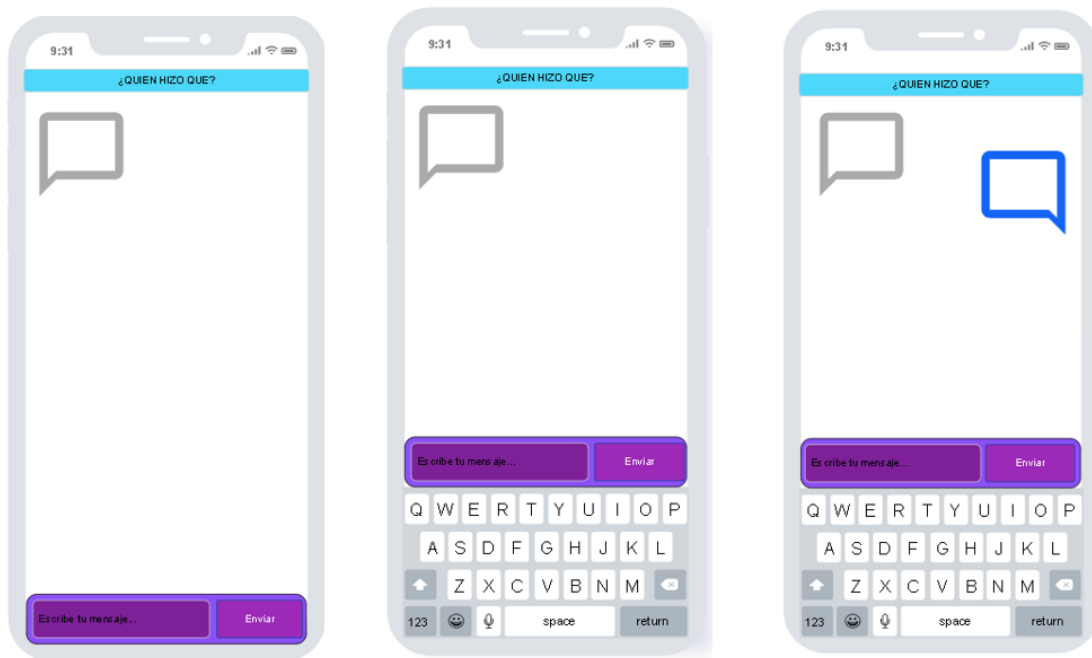 9:31
¿QUIEN HIZO QUE?
Escribe tu mensaje...
Enviar
9:31
¿QUIEN HIZO QUE?
Escribe tu mensaje...
Enviar
Q W E R T Y U I O P
A S D F G H J K L
Z X C V B N M
123 space return
9:31
¿QUIEN HIZO QUE?
Escribe tu mensaje...
Enviar
Q W E R T Y U I O P
A S D F G H J K L
Z X C V B N M
123 space return